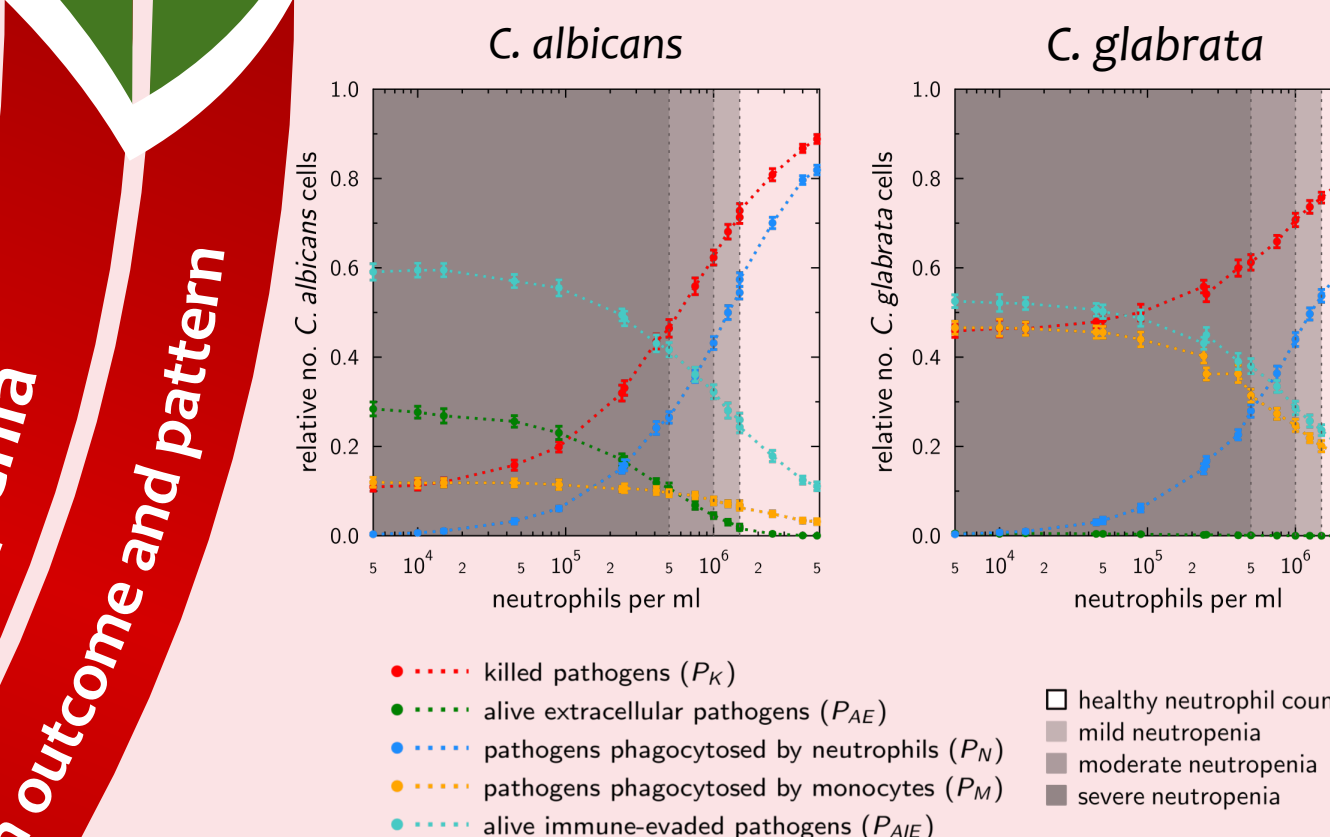 C. albicans
C. glabrata
1.0
0.8
0.6
0.4
0.2
0.0
relative no. C. albicans cells
5 10^4 2 5 10^5 2 5 10^6 2 5
neutrophils per ml
1.0
0.8
0.6
0.4
0.2
0.0
relative no. C. glabrata cells
5 10^4 2 5 10^5 2 5 10^6
neutrophils per ml
killed pathogens (P_K)
alive extracellular pathogens (P_AE)
pathogens phagocytosed by neutrophils (P_N)
pathogens phagocytosed by monocytes (P_M)
alive immune-evaded pathogens (P_AIE)
healthy neutrophil coun
mild neutropenia
moderate neutropenia
severe neutropenia
outcome and pattern